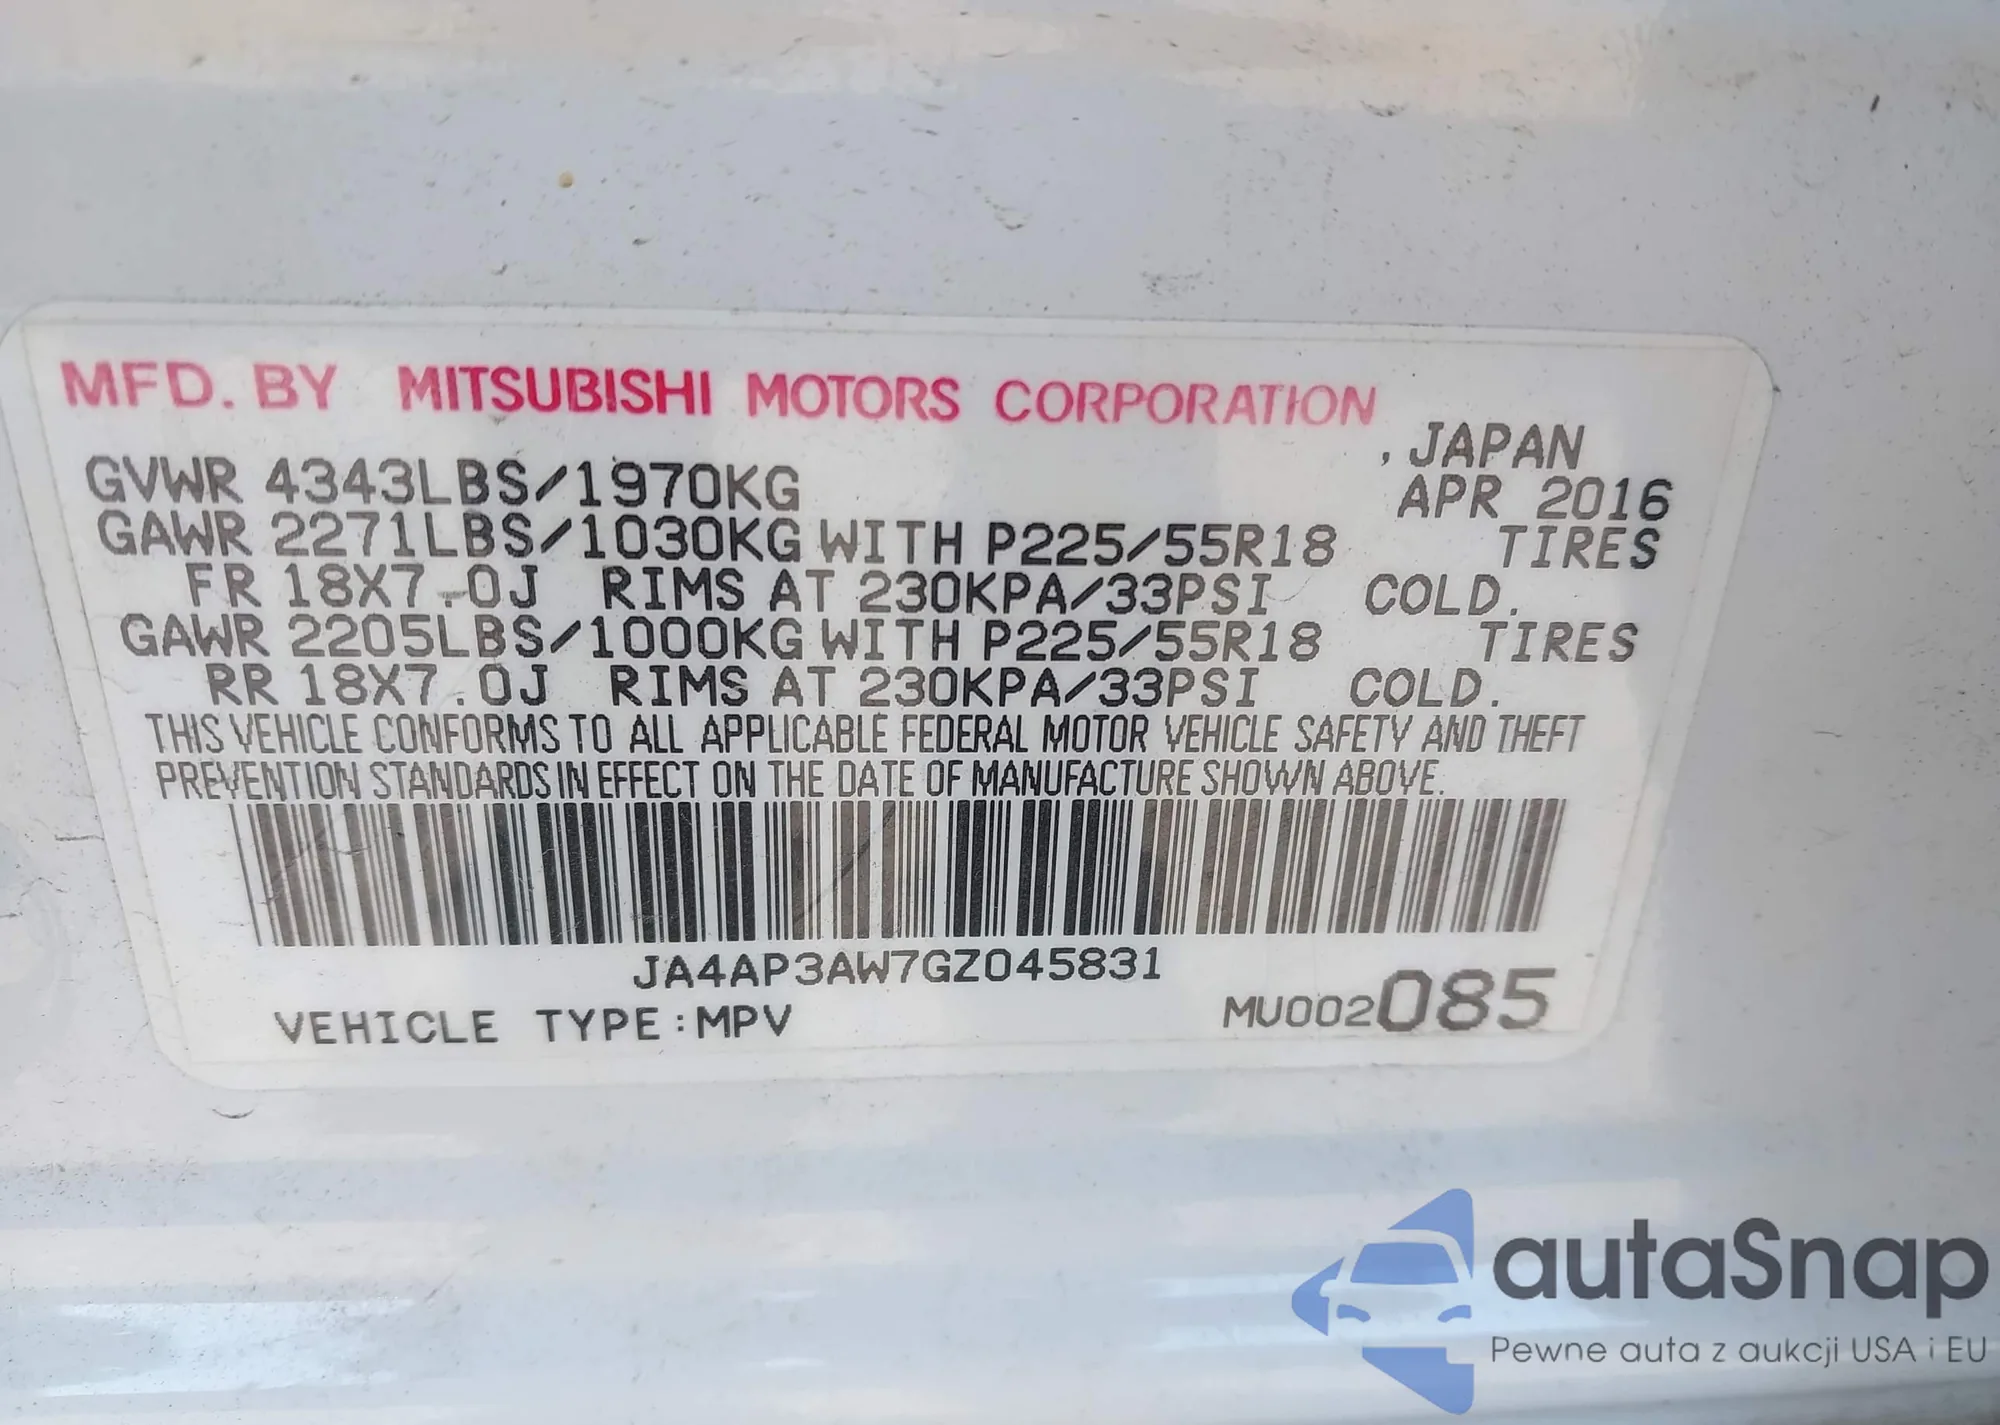 MFD. BY MITSUBISHI MOTORS CORPORATION
, JAPAN
GVWR 4343LBS/1970KG APR 2016
GAWR 2271LBS/1030KG WITH P225/55R18 TIRES
FR 18X7.0J RIMS AT 230KPA/33PSI COLD.
GAWR 2205LBS/1000KG WITH P225/55R18 TIRES
RR 18X7.0J RIMS AT 230KPA/33PSI COLD.
THIS VEHICLE CONFORMS TO ALL APPLICABLE FEDERAL MOTOR VEHICLE SAFETY AND THEFT
PREVENTION STANDARDS IN EFFECT ON THE DATE OF MANUFACTURE SHOWN ABOVE.
JA4AP3AW7GZ045831
VEHICLE TYPE:MPV MU002085
autaSnap
Pewne auta z aukcji USA i EU